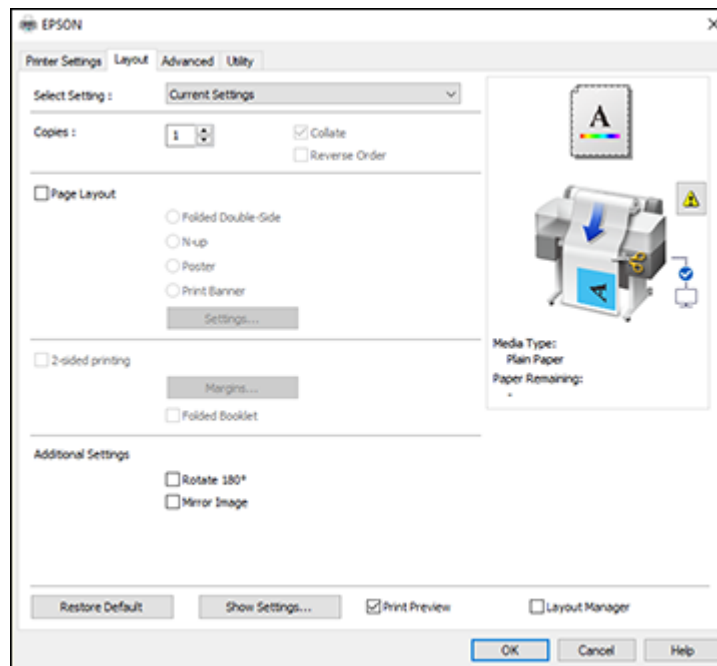 EPSON
Printer Settings Layout Advanced Utility
Select Setting : Current Settings
Copies : 1 Collate
Reverse Order
Page Layout
Folded Double-Side
N-up
Poster
Print Banner
Settings...
2-sided printing
Margins...
Folded Booklet
Additional Settings
Rotate 180°
Mirror Image
A
A
Media Type:
Plain Paper
Paper Remaining:
-
Restore Default Show Settings... Print Preview Layout Manager
OK Cancel Help